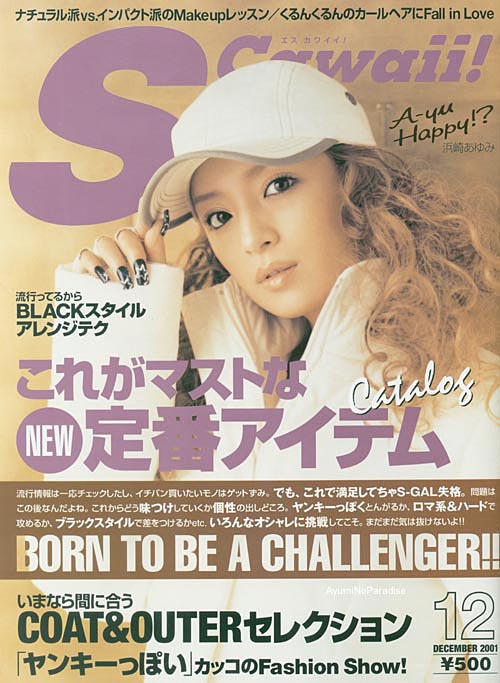 ナチュラル派vs.インパクト派のMakeupレッスン／くるんくるんのカールヘアにFall in Love
エス カワイイ!
S Cawaii!
A-yu
Happy!?
浜崎あゆみ
流行ってるから
BLACKスタイル
アレンジテク
これがマストな
NEW 定番アイテム
Catalog
流行情報は一応チェックしたし、イチバン買いたいモノはゲットずみ。でも、これで満足してちゃS-GAL失格。問題は
この後なんだよね。これからどう味つけしていくか個性の出しどころ。ヤンキーっぽくとんがるか、ロマ系&ハードで
攻めるか、ブラックスタイルで差をつけるかetc. いろんなオシャレに挑戦してこそ。まだまだ気は抜けないよ!!
BORN TO BE A CHALLENGER!!
AyumiNoParadise
いまなら間に合う
COAT&OUTERセレクション
「ヤンキーっぽい」カッコのFashion Show!
12
DECEMBER 2001
¥500